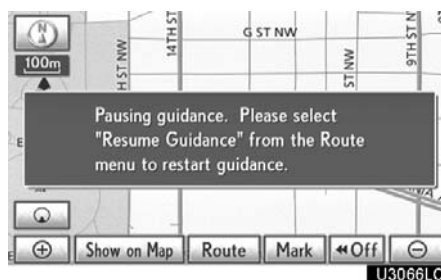 14TH ST
G ST NW
9TH ST N
H ST NW
ST NW
100m
Pausing guidance. Please select
"Resume Guidance" from the Route
menu to restart guidance.
Show on Map
Route
Mark
Off
U3066LC